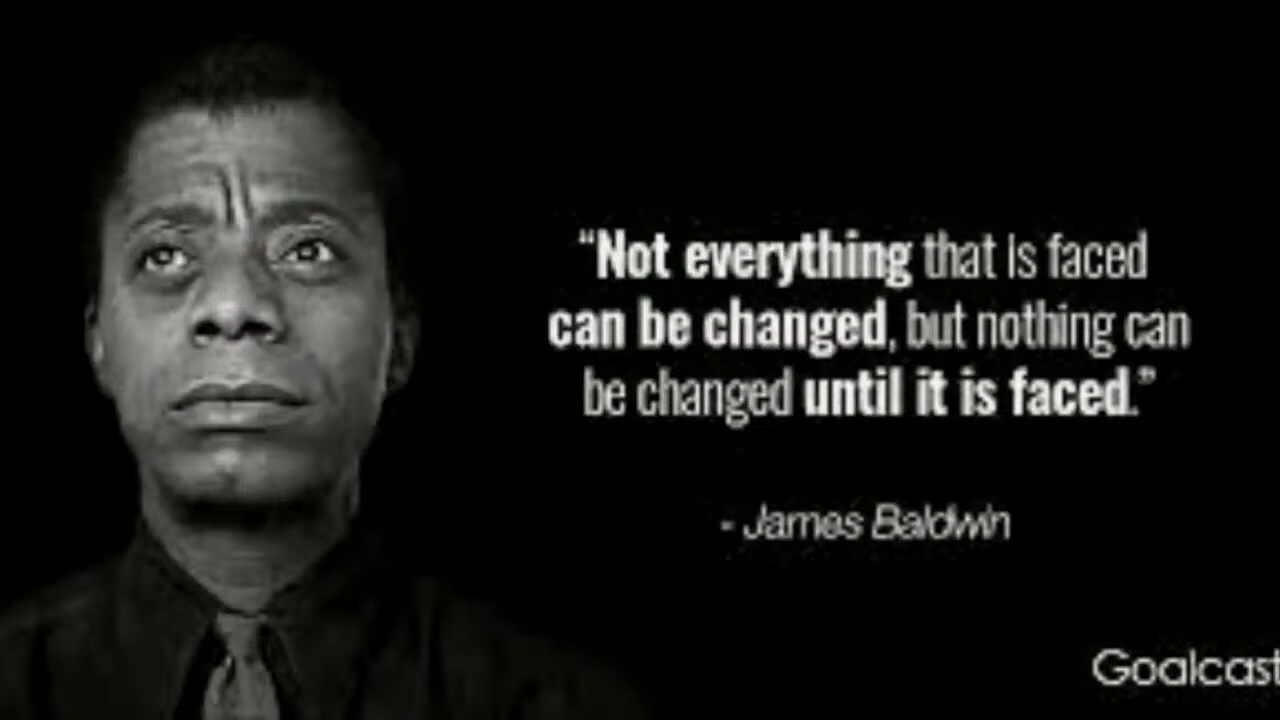 “Not everything that is faced
can be changed, but nothing can
be changed until it is faced.”
- James Baldwin
Goalcast